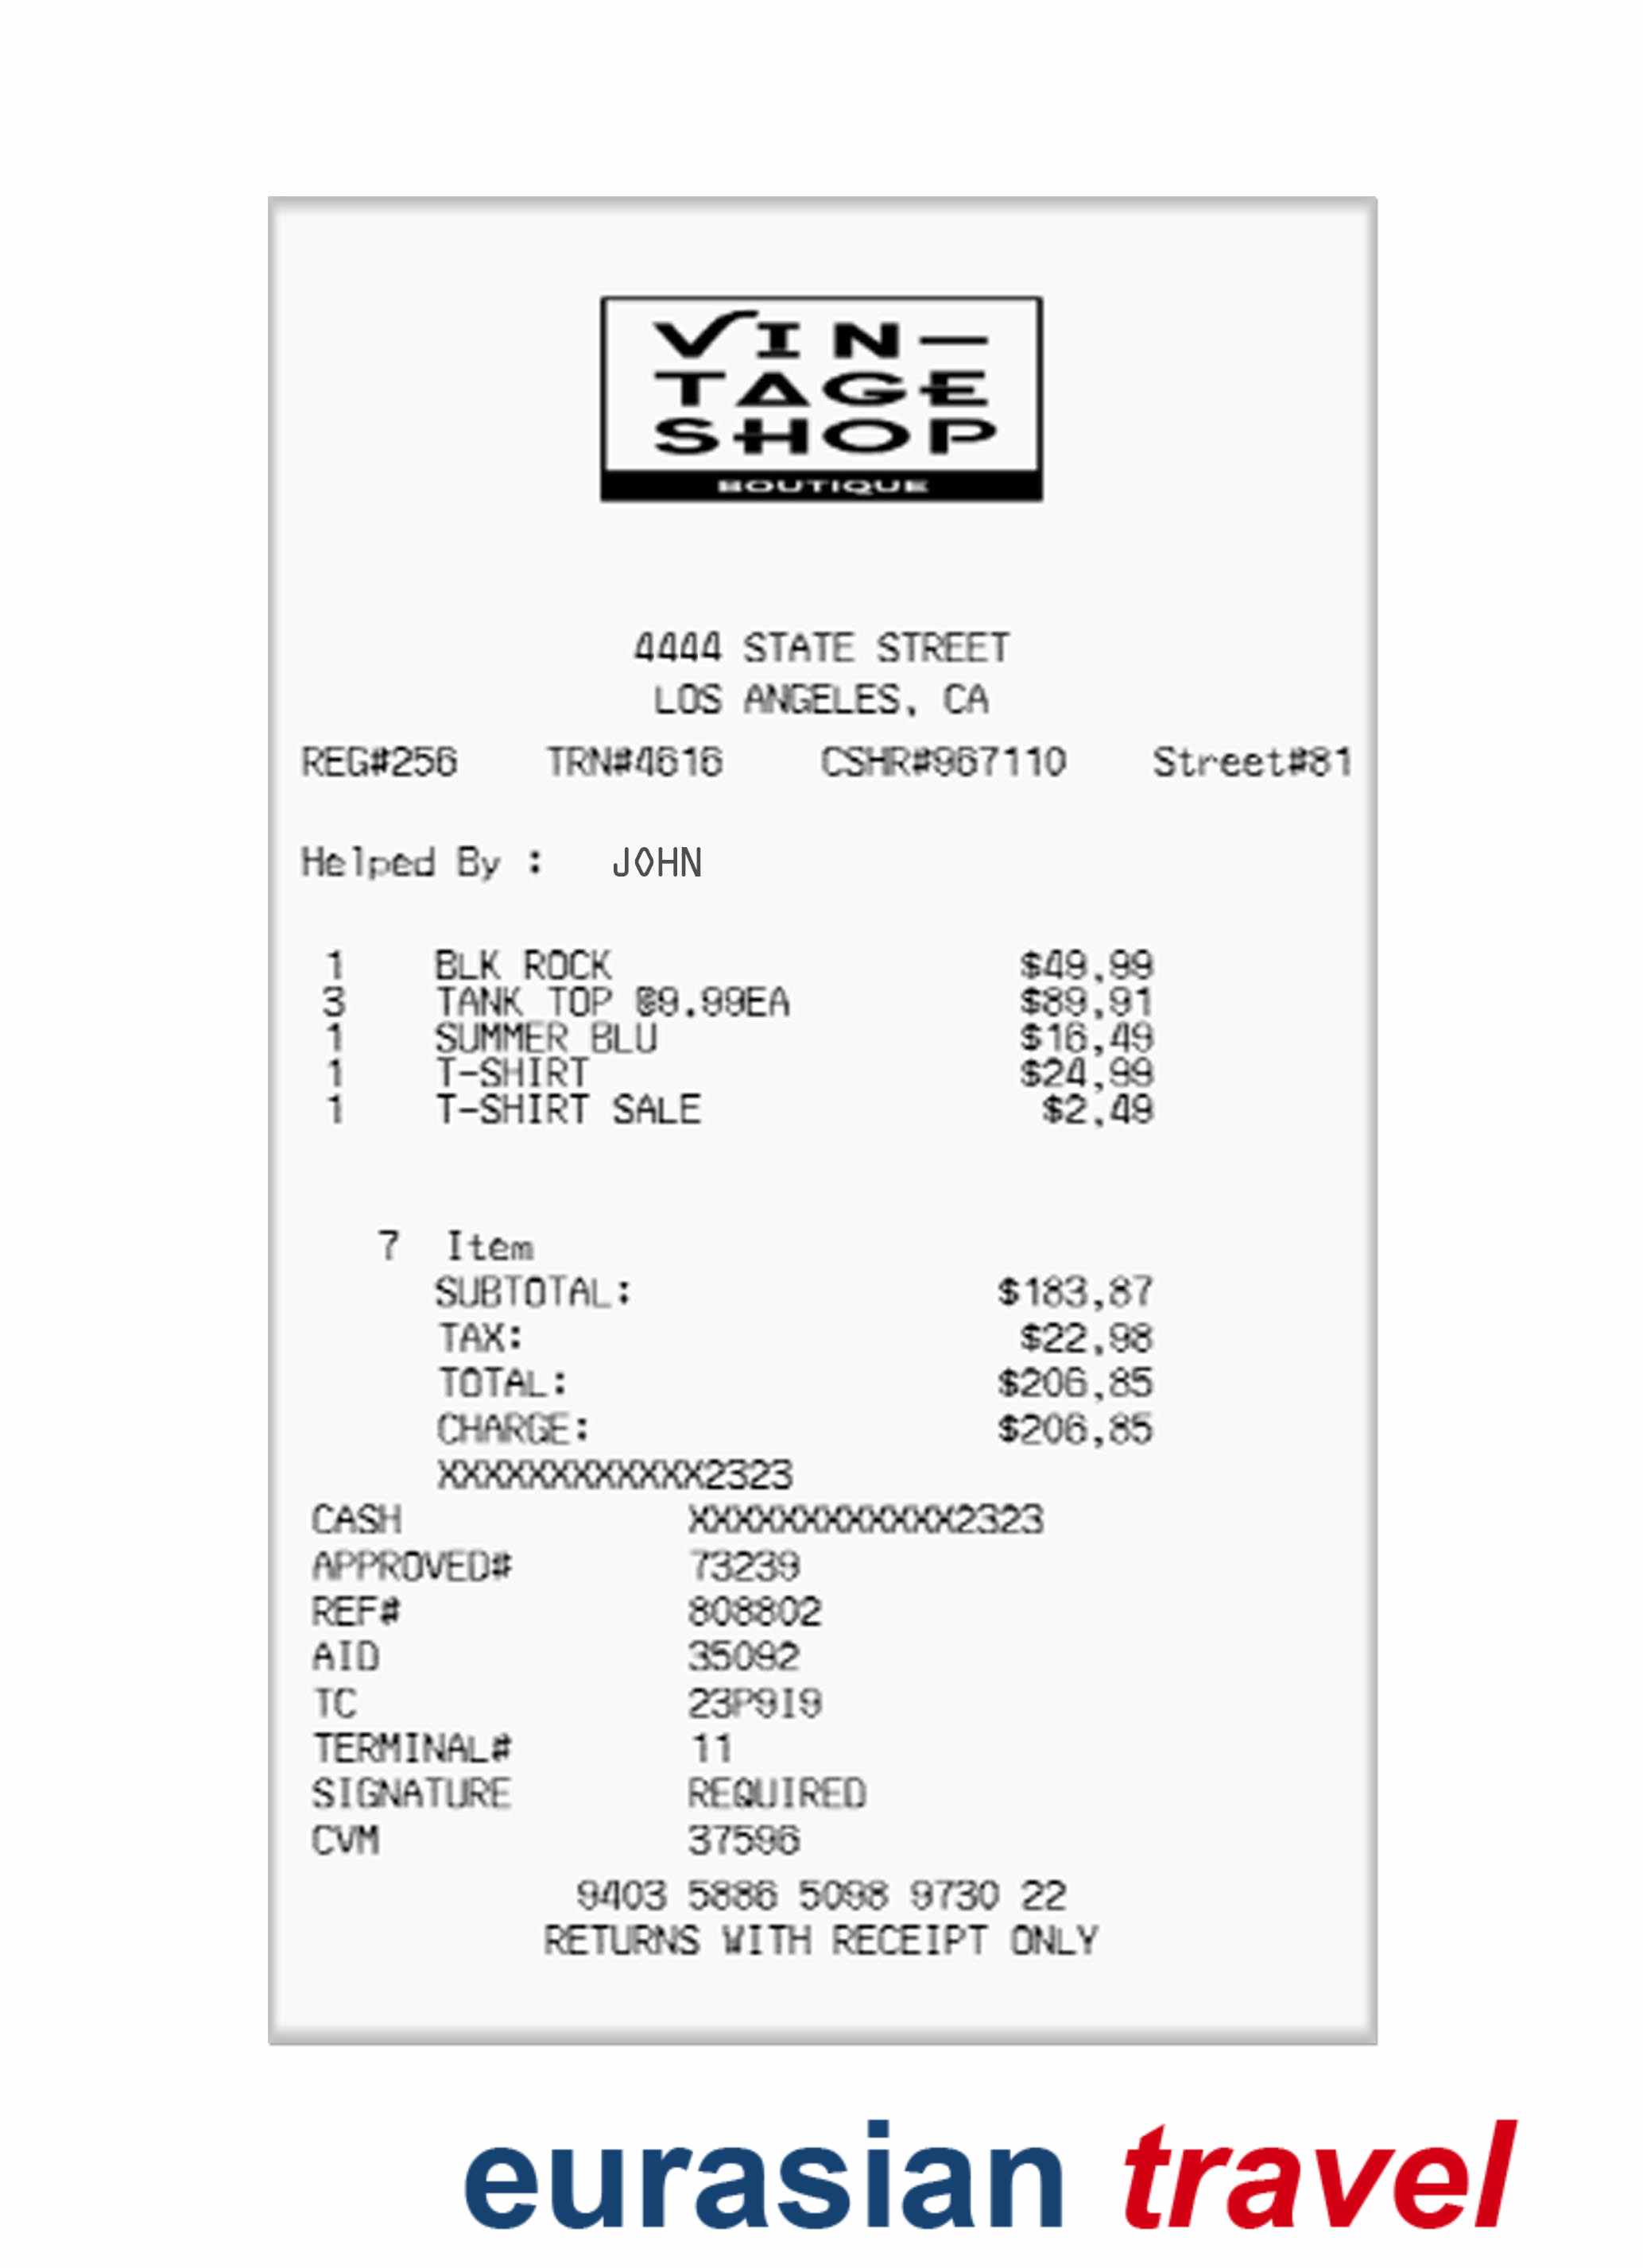 VIN-
TAGE
SHOP
BOUTIQUE
4444 STATE STREET
LOS ANGELES, CA
REG#256 TRN#4616 CSHR#967110 Street#81
Helped By : JOHN
1 BLK ROCK $49,99
3 TANK TOP @9.99EA $89,91
1 SUMMER BLU $16,49
1 T-SHIRT $24,99
1 T-SHIRT SALE $2,49
7 Item
SUBTOTAL: $183,87
TAX: $22,98
TOTAL: $206,85
CHARGE: $206,85
XXXXXXXXXXXX2323
CASH XXXXXXXXXXXX2323
APPROVED# 73239
REF# 808802
AID 35092
TC 23P9I9
TERMINAL# 11
SIGNATURE REQUIRED
CVM 37596
9403 5886 5098 9730 22
RETURNS WITH RECEIPT ONLY
eurasian travel